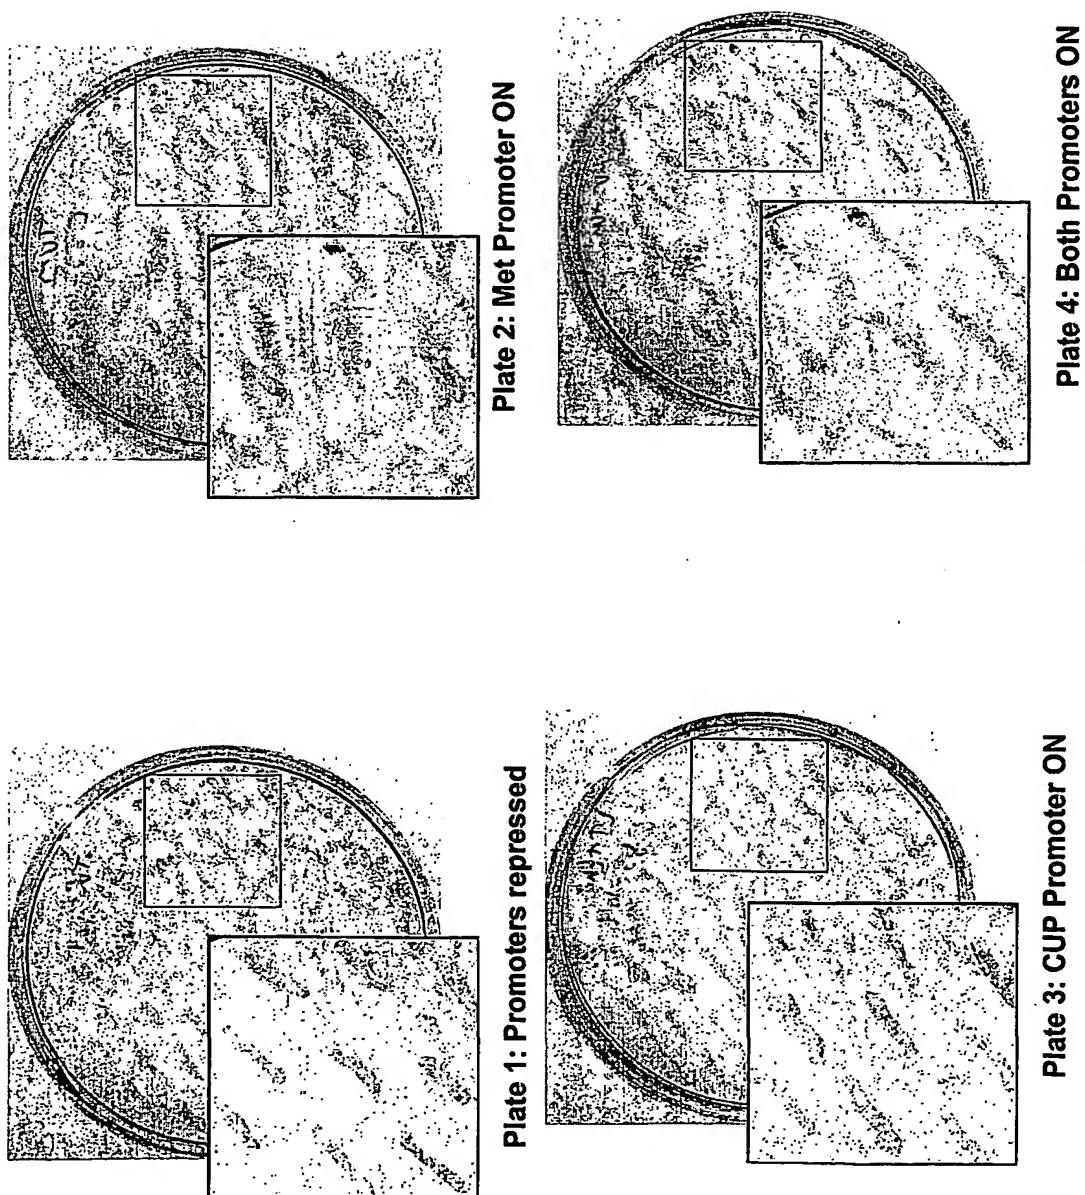 Plate 1: Promoters repressed
Plate 2: Met Promoter ON
Plate 3: CUP Promoter ON
Plate 4: Both Promoters ON